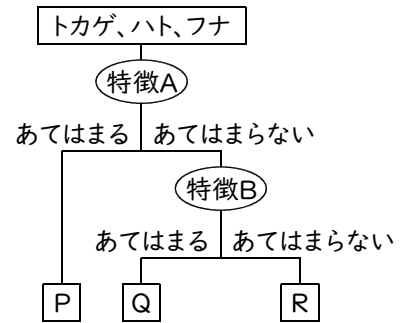 トカゲ、ハト、フナ
特徴A
あてはまる あてはまらない
特徴B
あてはまる あてはまらない
P Q R